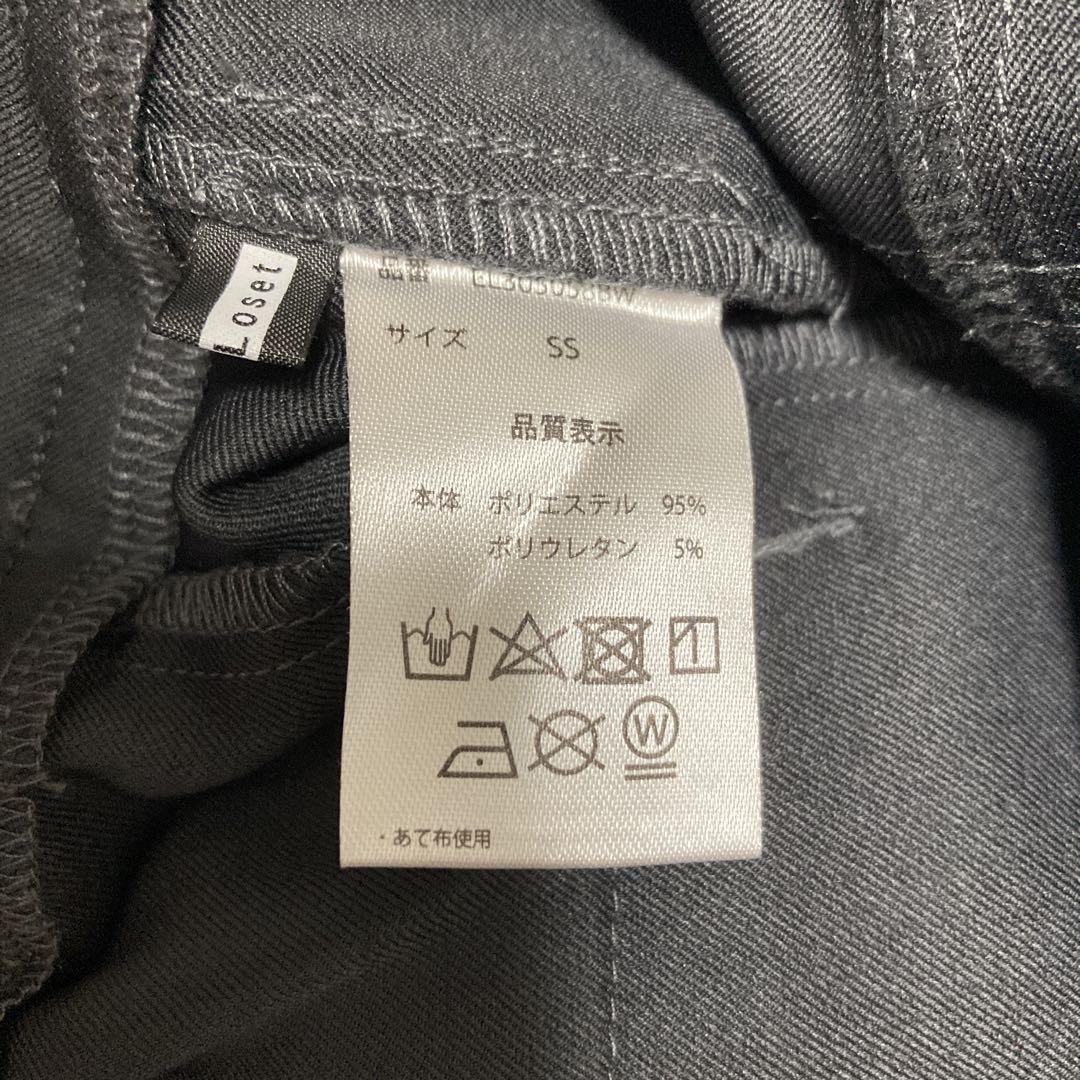 Loset
品番
サイズ SS
品質表示
本体 ポリエステル 95%
ポリウレタン 5%
W
・あて布使用